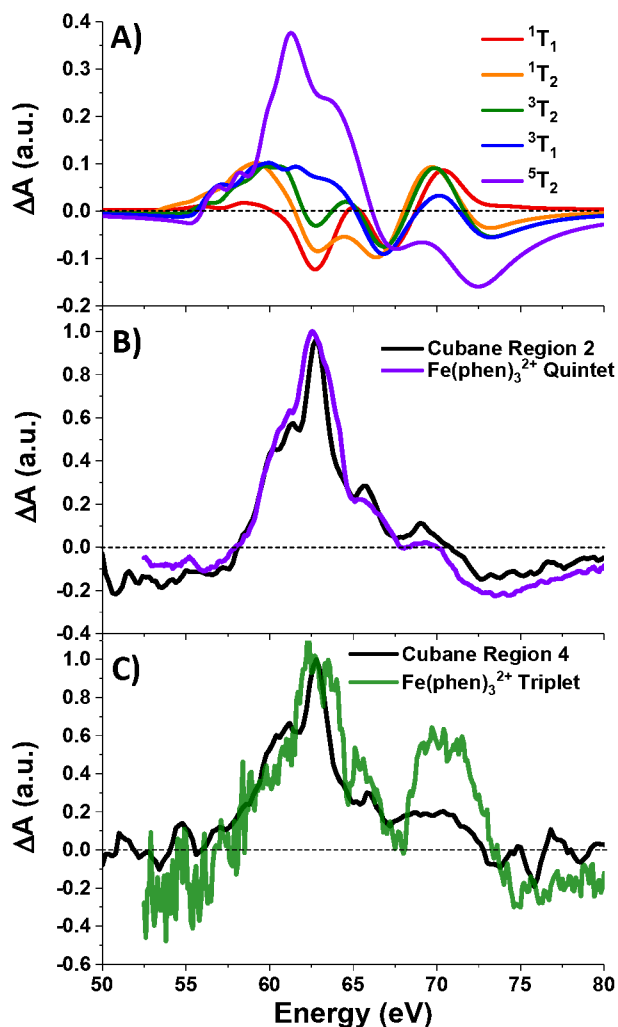 A)
ΔA (a.u.)
0.4
0.3
0.2
0.1
0.0
-0.1
-0.2
¹T₁
¹T₂
³T₂
³T₁
⁵T₂
B)
ΔA (a.u.)
1.0
0.8
0.6
0.4
0.2
0.0
-0.2
-0.4
Cubane Region 2
Fe(phen)₃²⁺ Quintet
C)
ΔA (a.u.)
1.0
0.8
0.6
0.4
0.2
0.0
-0.2
-0.4
-0.6
Cubane Region 4
Fe(phen)₃²⁺ Triplet
50 55 60 65 70 75 80
Energy (eV)